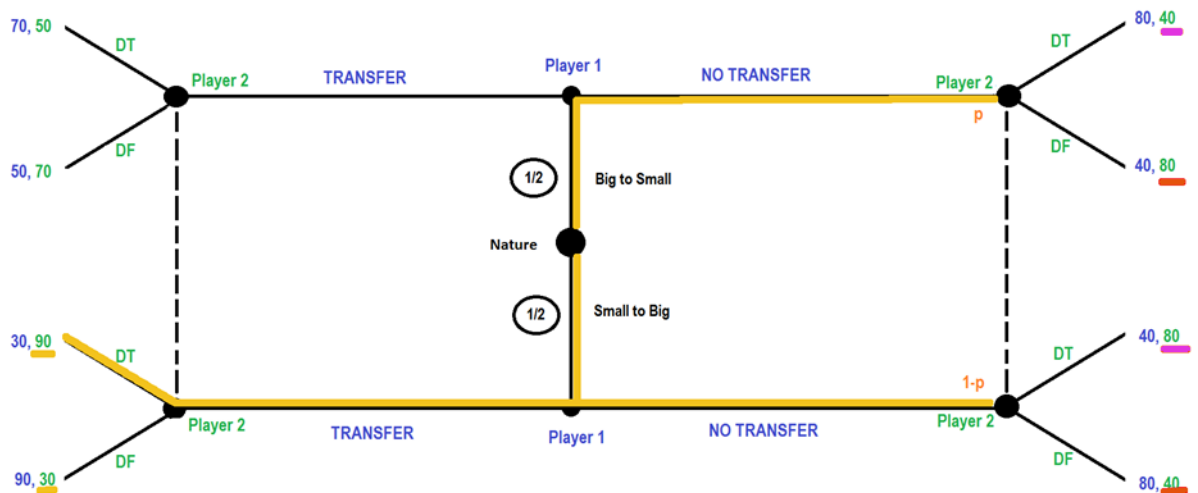 70, 50
DT
Player 2
TRANSFER
Player 1
NO TRANSFER
Player 2
DT
80, 40
DF
50, 70
p
DF
40, 80
1/2
Big to Small
Nature
1/2
Small to Big
30, 90
DT
40, 80
DT
1-p
Player 2
TRANSFER
Player 1
NO TRANSFER
Player 2
DF
90, 30
DF
80, 40